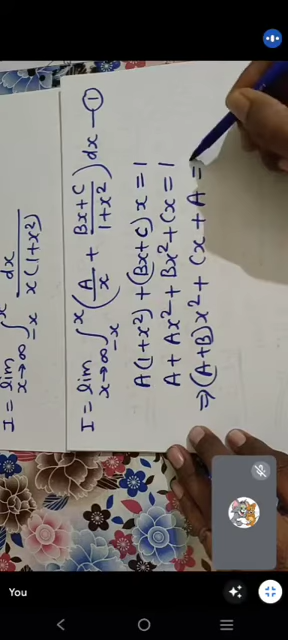 I = lim x→∞ ∫_{-x}^{x} dx / x(1+x²)
I = lim x→∞ ∫_{-x}^{x} (A/x + Bx+C/1+x²) dx — ①
A(1+x²) + (Bx+C) x = 1
A + Ax² + Bx² + Cx = 1
⇒ (A+B)x² + Cx + A =
You